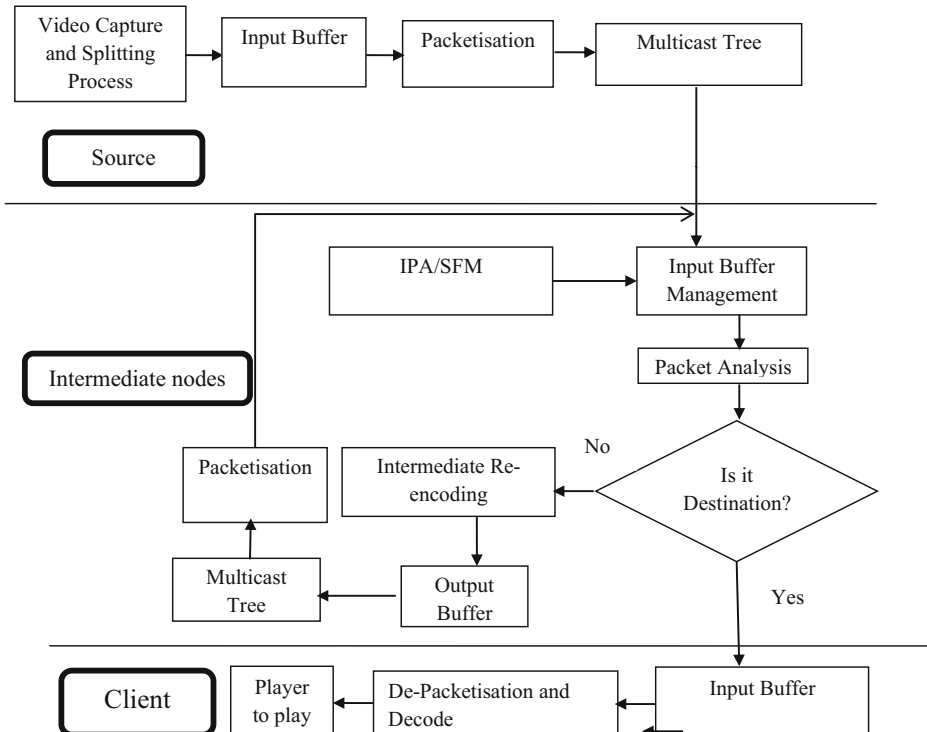 Video Capture
and Splitting
Process
Input Buffer
Packetisation
Multicast Tree
Source
IPA/SFM
Input Buffer
Management
Intermediate nodes
Packet Analysis
No
Packetisation
Intermediate Re-
encoding
Is it
Destination?
Multicast
Tree
Output
Buffer
Yes
Client
Player
to play
De-Packetisation and
Decode
Input Buffer